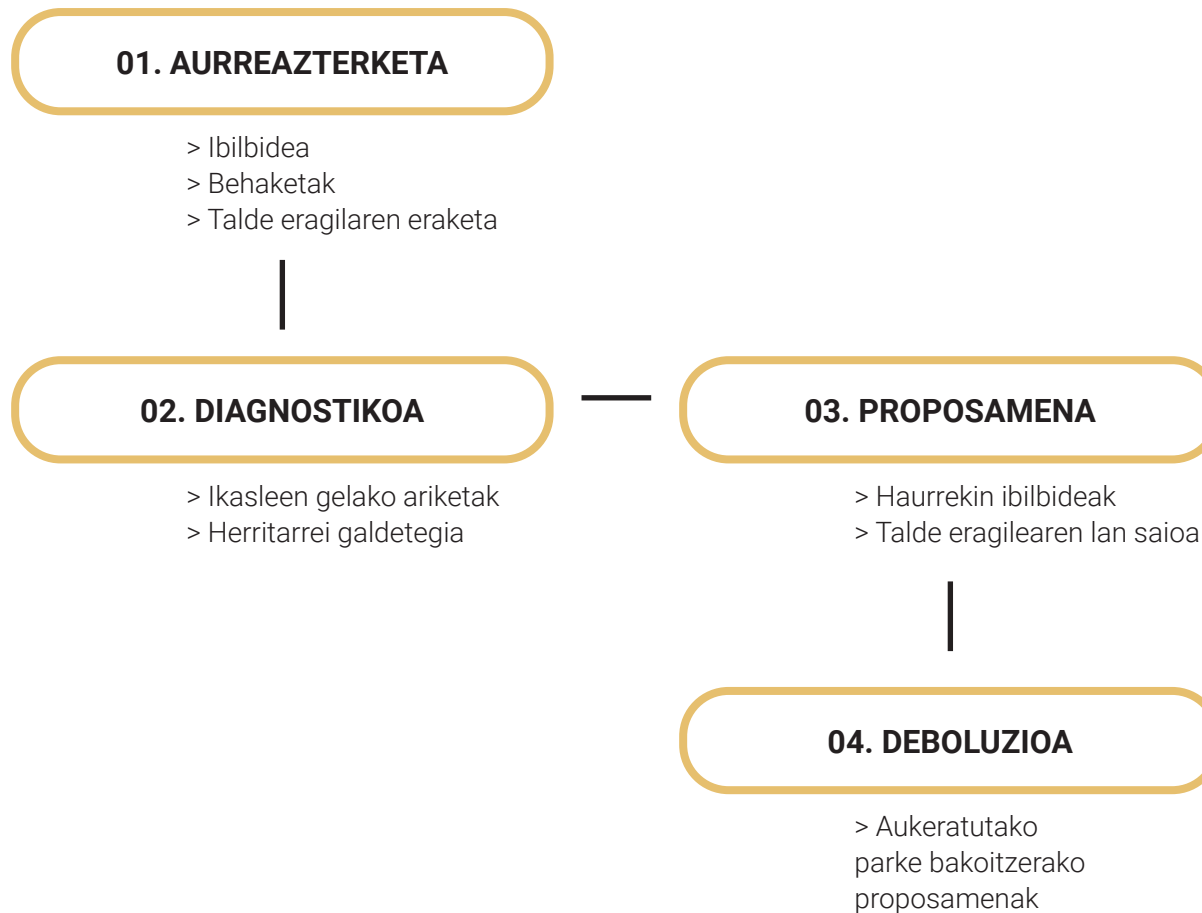 01. AURREAZTERKETA
> Ibilbidea
> Behaketak
> Talde eragilaren eraketa
02. DIAGNOSTIKOA
> Ikasleen gelako ariketak
> Herritarrei galdetegia
03. PROPOSAMENA
> Haurrekin ibilbideak
> Talde eragilearen lan saioa
04. DEBOLUZIOA
> Aukeratutako
parke bakoitzerako
proposamenak